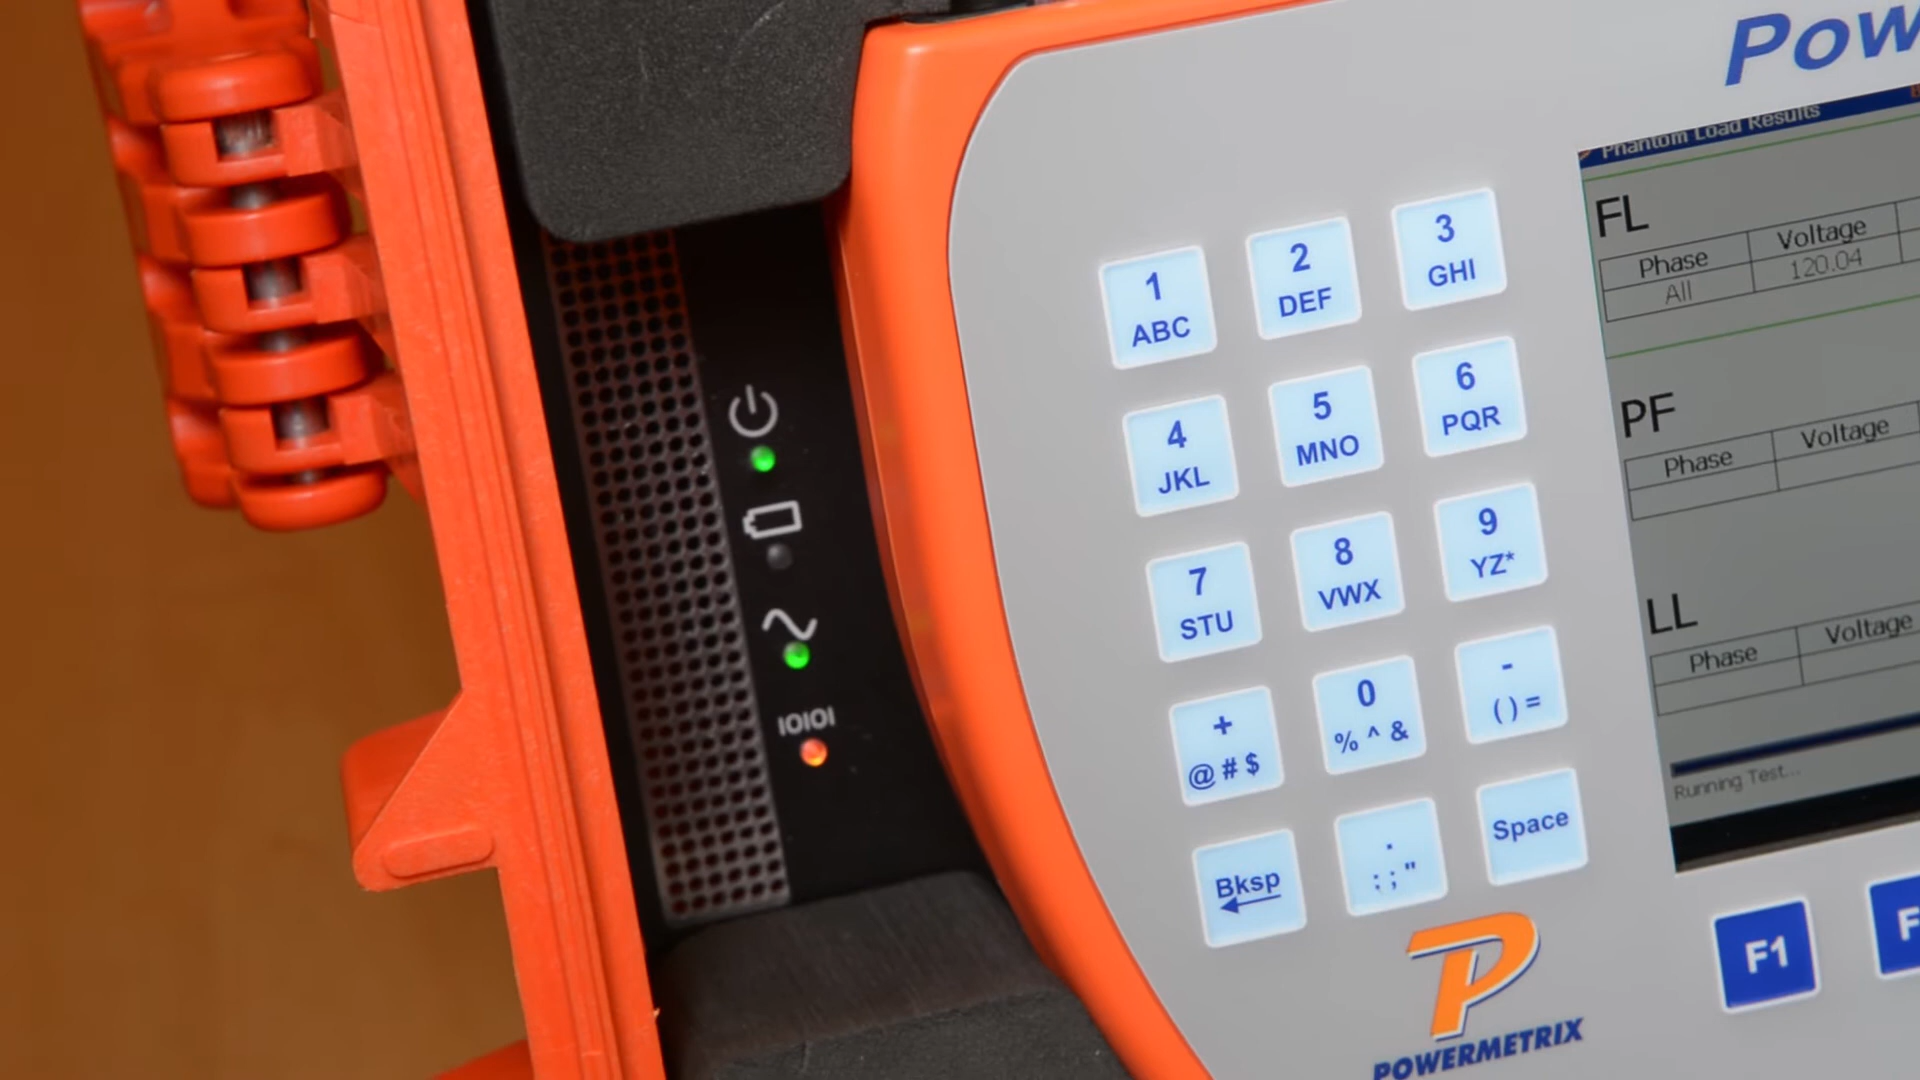 Pow
Phantom Load Results
FL
Phase Voltage
All 120.04
PF
Phase Voltage
LL
Phase Voltage
Running Test...
1
ABC
2
DEF
3
GHI
4
JKL
5
MNO
6
PQR
7
STU
8
VWX
9
YZ*
+
@ # $
0
% ^ &
-
( ) =
Bksp
.
: ; "
Space
IOIOI
F1
F
POWERMETRIX